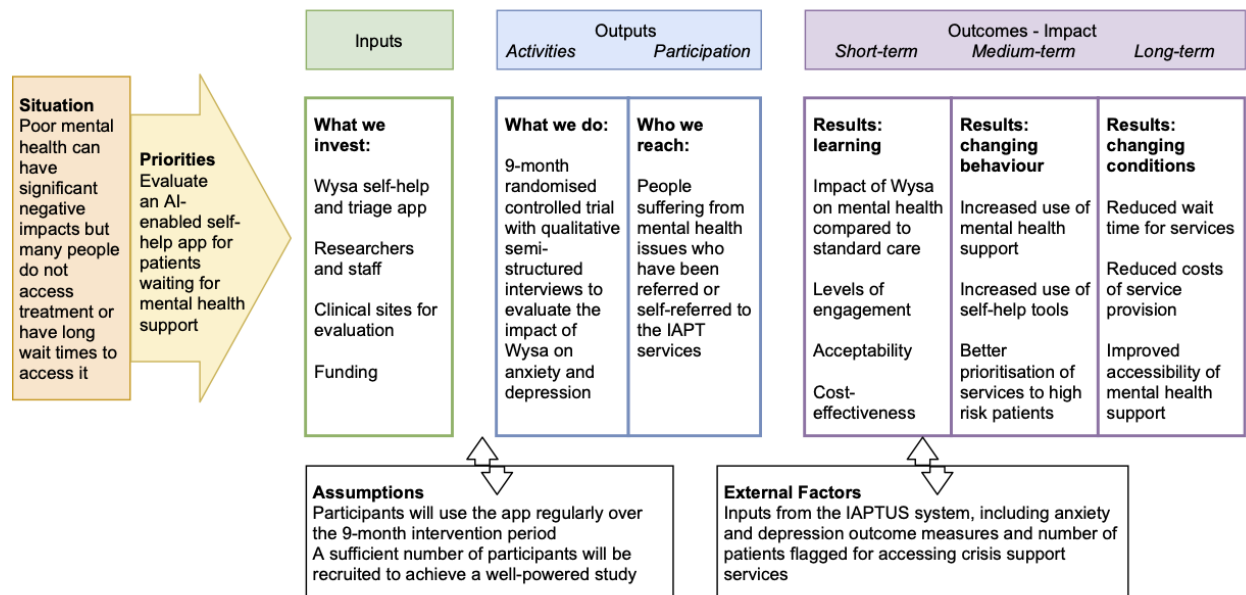 Inputs
Outputs
Activities
Participation
Outcomes - Impact
Short-term
Medium-term
Long-term
Situation
Poor mental
health can
have
significant
negative
impacts but
many people
do not
access
treatment or
have long
wait times to
access it
Priorities
Evaluate
an AI-
enabled self-
help app for
patients
waiting for
mental health
support
What we
invest:
Wysa self-help
and triage app
Researchers
and staff
Clinical sites for
evaluation
Funding
What we do:
9-month
randomised
controlled trial
with qualitative
semi-
structured
interviews to
evaluate the
impact of
Wysa on
anxiety and
depression
Who we
reach:
People
suffering from
mental health
issues who
have been
referred or
self-referred to
the IAPT
services
Results:
learning
Impact of Wysa
on mental health
compared to
standard care
Levels of
engagement
Acceptability
Cost-
effectiveness
Results:
changing
behaviour
Increased use of
mental health
support
Increased use of
self-help tools
Better
prioritisation of
services to high
risk patients
Results:
changing
conditions
Reduced wait
time for services
Reduced costs
of service
provision
Improved
accessibility of
mental health
support
Assumptions
Participants will use the app regularly over
the 9-month intervention period
A sufficient number of participants will be
recruited to achieve a well-powered study
External Factors
Inputs from the IAPTUS system, including anxiety
and depression outcome measures and number of
patients flagged for accessing crisis support
services